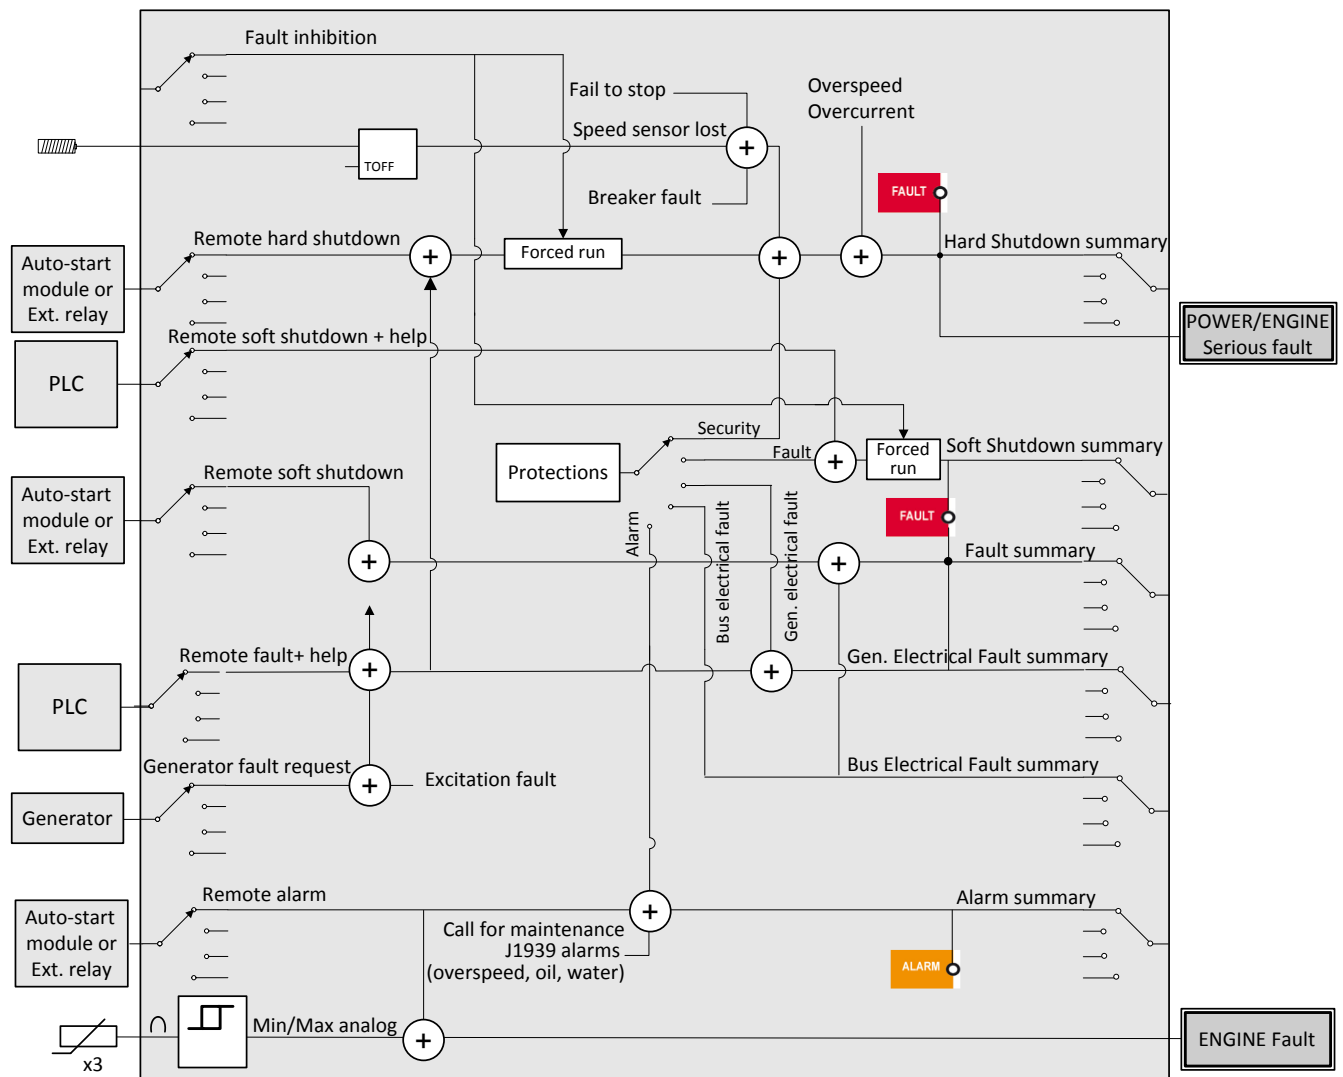 Fault inhibition
Fail to stop
Overspeed
Overcurrent
Speed sensor lost
TOFF
Breaker fault
FAULT
Remote hard shutdown
Forced run
Hard Shutdown summary
Auto-start
module or
Ext. relay
POWER/ENGINE
Serious fault
Remote soft shutdown + help
PLC
Security
Protections
Fault
Forced
run
Soft Shutdown summary
Remote soft shutdown
Auto-start
module or
Ext. relay
FAULT
Alarm
Bus electrical fault
Gen. electrical fault
Fault summary
Remote fault+ help
Gen. Electrical Fault summary
PLC
Generator fault request
Excitation fault
Bus Electrical Fault summary
Generator
Remote alarm
Alarm summary
Auto-start
module or
Ext. relay
Call for maintenance
J1939 alarms
(overspeed, oil, water)
ALARM
Min/Max analog
x3
ENGINE Fault